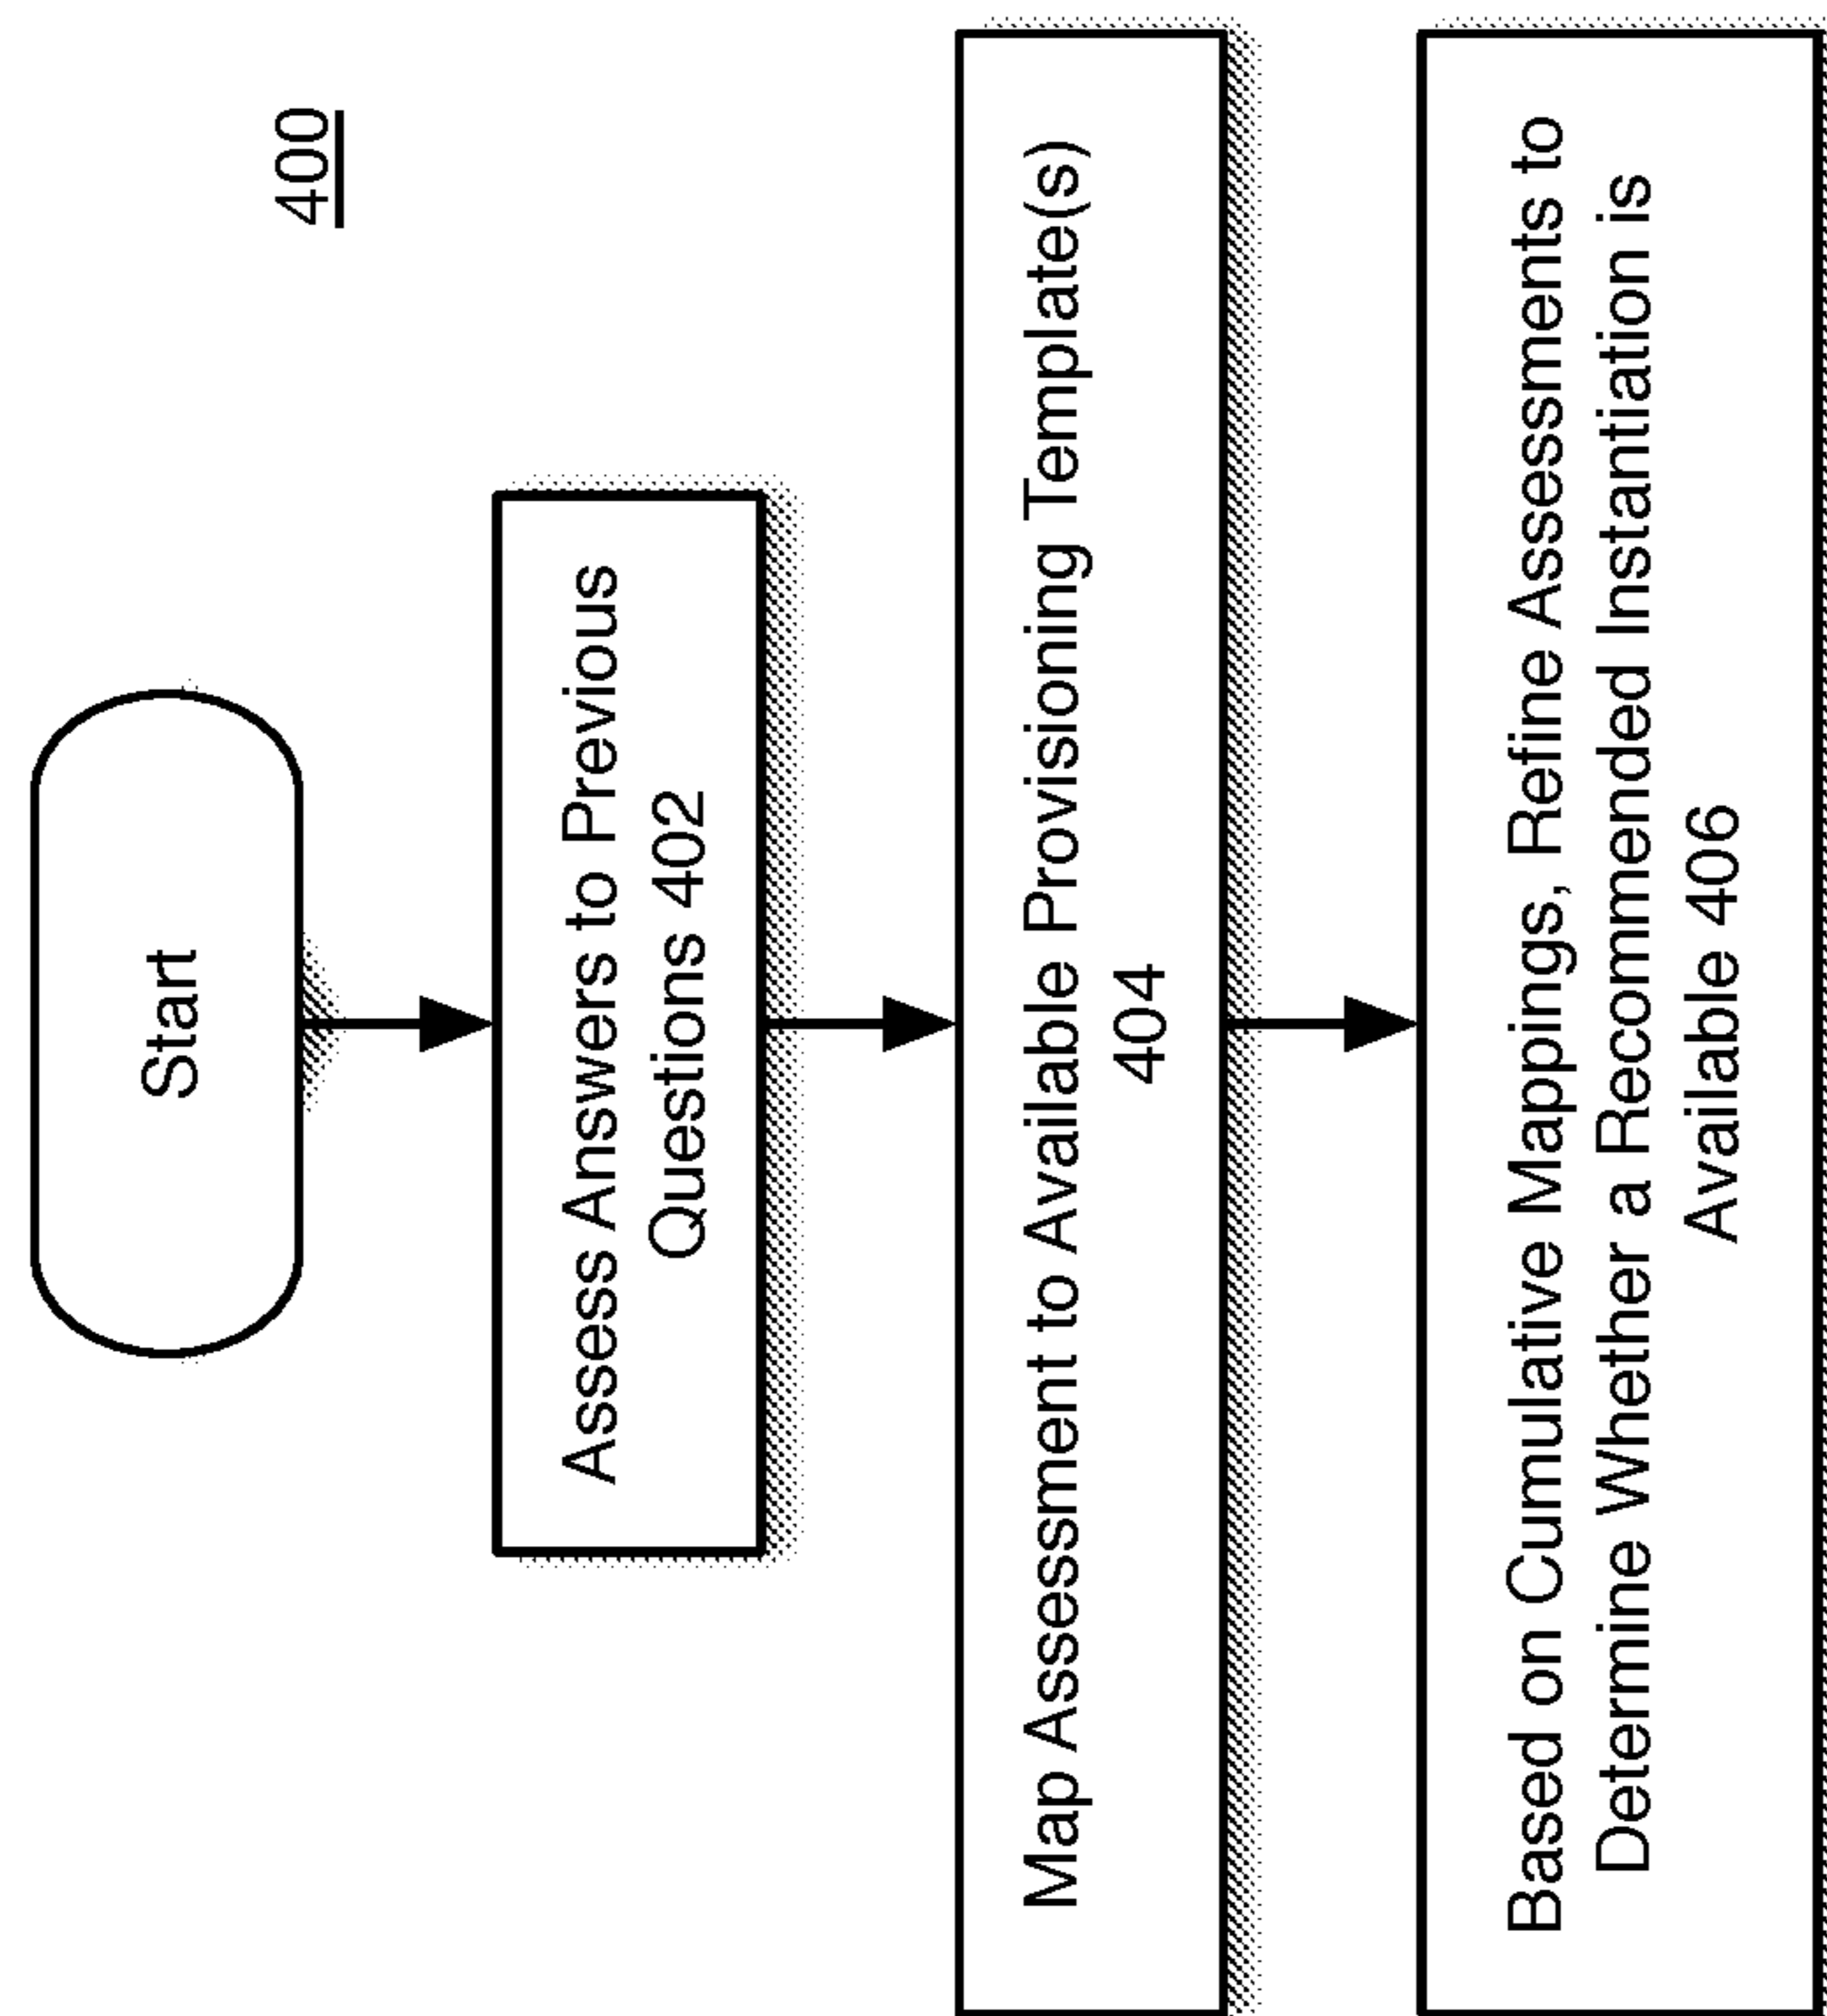 400
Start
Assess Answers to Previous
Questions 402
Map Assessment to Available Provisioning Template(s)
404
Based on Cumulative Mappings, Refine Assessments to
Determine Whether a Recommended Instantiation is
Available 406